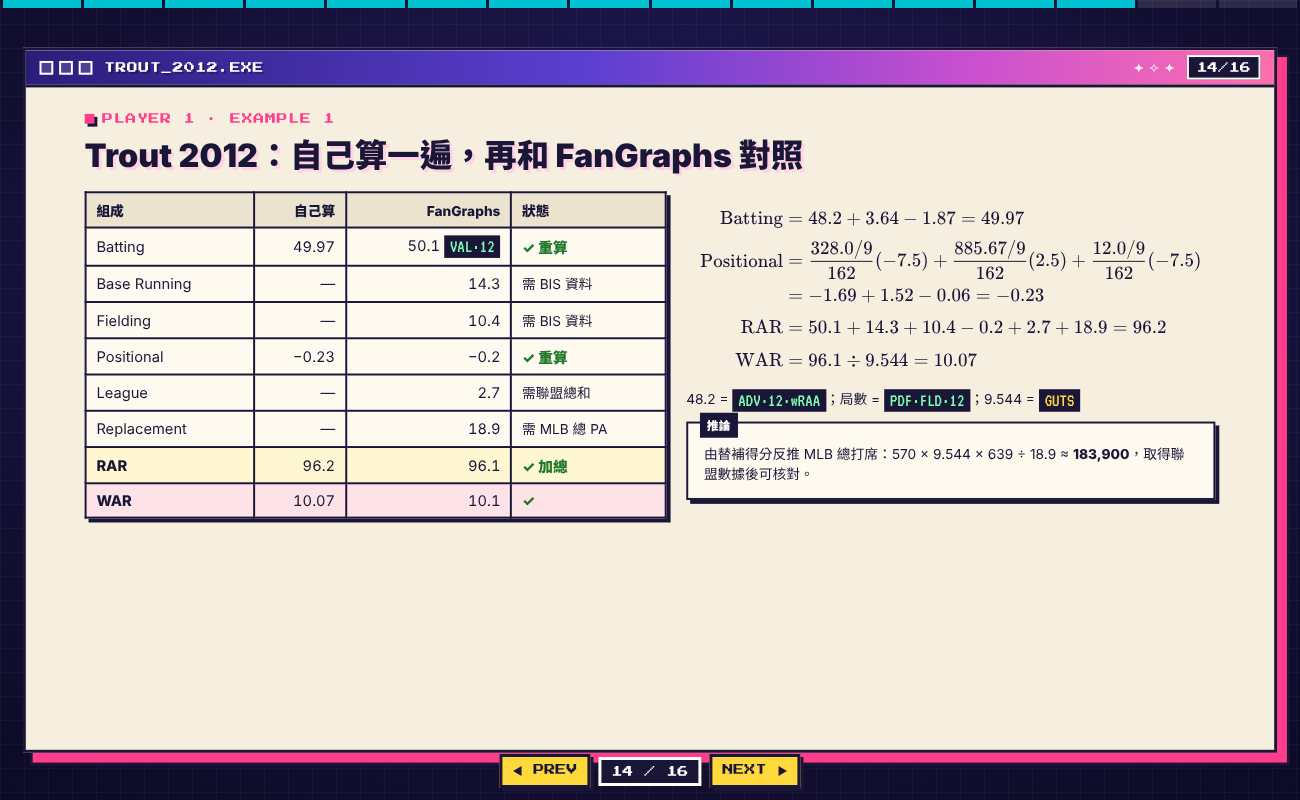 TROUT_2012.EXE
✦ ✧ ✦ 14/16
PLAYER 1 · EXAMPLE 1
Trout 2012：自己算一遍，再和 FanGraphs 對照
組成 自己算 FanGraphs 狀態
Batting 49.97 50.1 VAL·12 ✓ 重算
Base Running — 14.3 需 BIS 資料
Fielding — 10.4 需 BIS 資料
Positional −0.23 −0.2 ✓ 重算
League — 2.7 需聯盟總和
Replacement — 18.9 需 MLB 總 PA
RAR 96.2 96.1 ✓ 加總
WAR 10.07 10.1 ✓
Batting = 48.2 + 3.64 − 1.87 = 49.97
Positional = 328.0/9 / 162 (−7.5) + 885.67/9 / 162 (2.5) + 12.0/9 / 162 (−7.5)
= −1.69 + 1.52 − 0.06 = −0.23
RAR = 50.1 + 14.3 + 10.4 − 0.2 + 2.7 + 18.9 = 96.2
WAR = 96.1 ÷ 9.544 = 10.07
48.2 = ADV·12·wRAA；局數 = PDF·FLD·12；9.544 = GUTS
推論
由替補得分反推 MLB 總打席：570 × 9.544 × 639 ÷ 18.9 ≈ 183,900，取得聯
盟數據後可核對。
◀ PREV 14 / 16 NEXT ▶